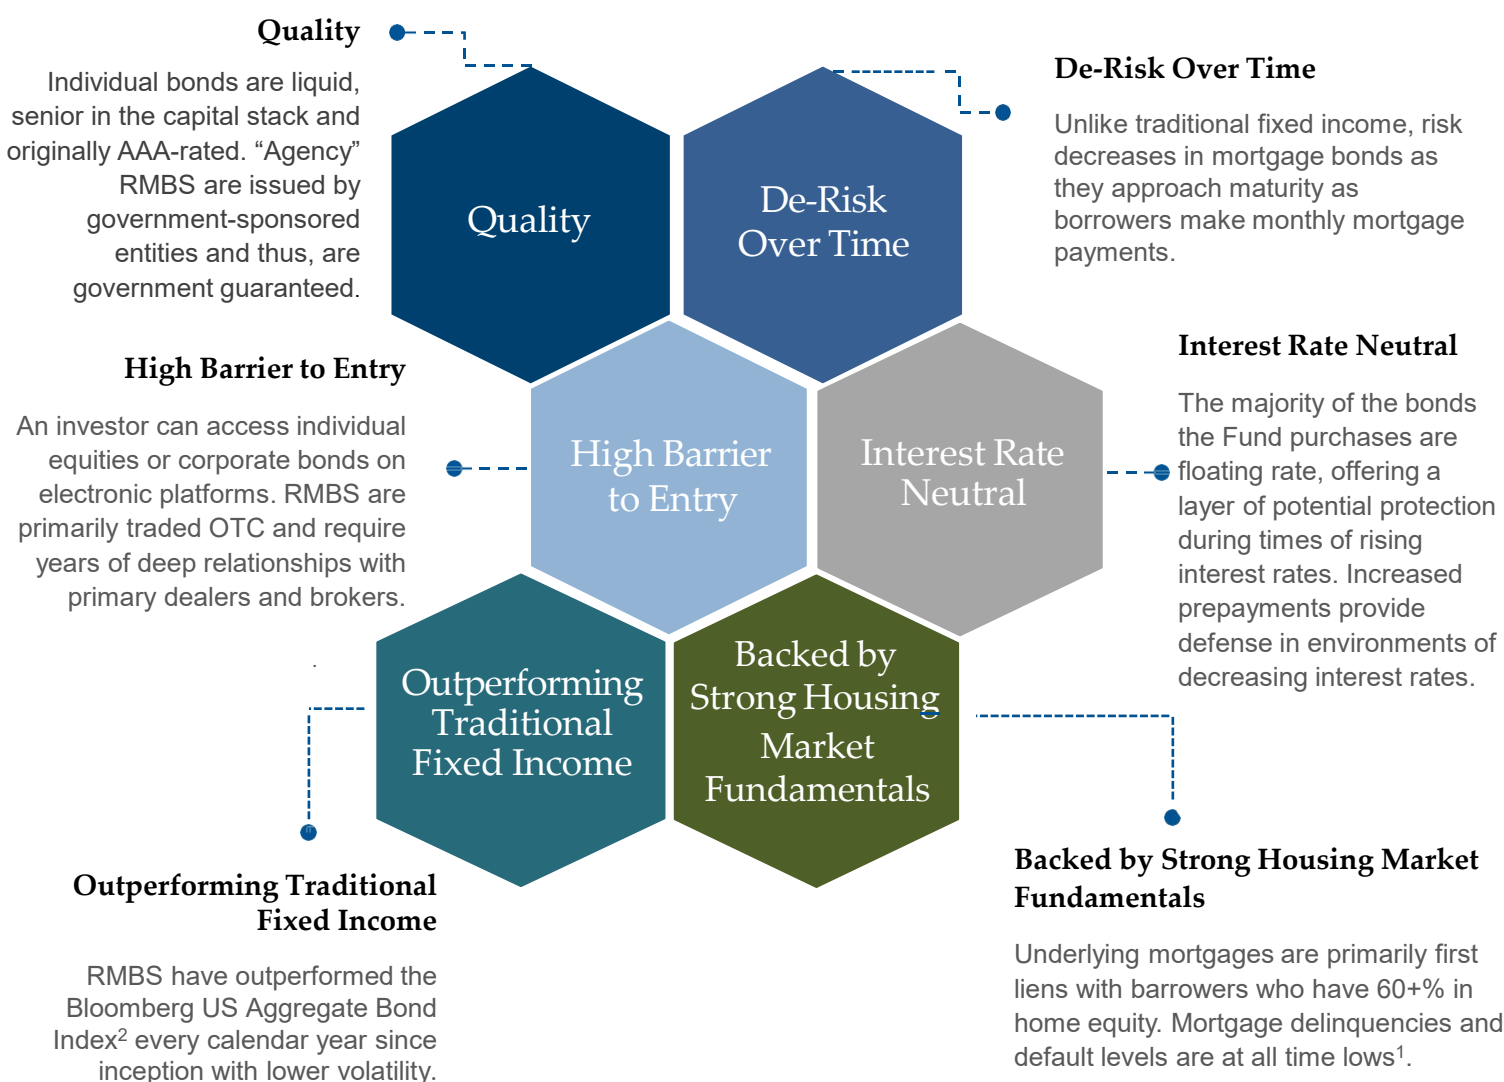 Quality
Individual bonds are liquid,
senior in the capital stack and
originally AAA-rated. “Agency”
RMBS are issued by
government-sponsored
entities and thus, are
government guaranteed.
De-Risk Over Time
Unlike traditional fixed income, risk
decreases in mortgage bonds as
they approach maturity as
borrowers make monthly mortgage
payments.
Quality
De-Risk
Over Time
High Barrier to Entry
An investor can access individual
equities or corporate bonds on
electronic platforms. RMBS are
primarily traded OTC and require
years of deep relationships with
primary dealers and brokers.
.
High Barrier
to Entry
Interest Rate
Neutral
Interest Rate Neutral
The majority of the bonds
the Fund purchases are
floating rate, offering a
layer of potential protection
during times of rising
interest rates. Increased
prepayments provide
defense in environments of
decreasing interest rates.
Outperforming
Traditional
Fixed Income
Backed by
Strong Housing
Market
Fundamentals
Outperforming Traditional
Fixed Income
RMBS have outperformed the
Bloomberg US Aggregate Bond
Index² every calendar year since
inception with lower volatility.
Backed by Strong Housing Market
Fundamentals
Underlying mortgages are primarily first
liens with barrowers who have 60+% in
home equity. Mortgage delinquencies and
default levels are at all time lows¹.